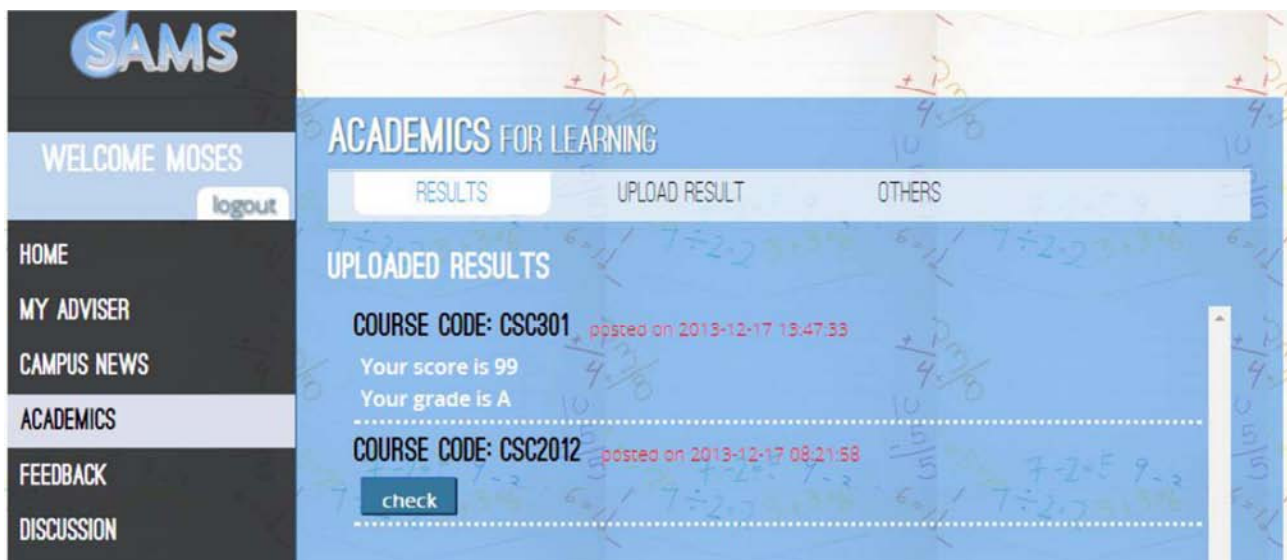 SAMS
WELCOME MOSES
logout
HOME
MY ADVISER
CAMPUS NEWS
ACADEMICS
FEEDBACK
DISCUSSION
ACADEMICS FOR LEARNING
RESULTS UPLOAD RESULT OTHERS
UPLOADED RESULTS
COURSE CODE: CSC301 posted on 2013-12-17 13:47:33
Your score is 99
Your grade is A
COURSE CODE: CSC2012 posted on 2013-12-17 08:21:58
check